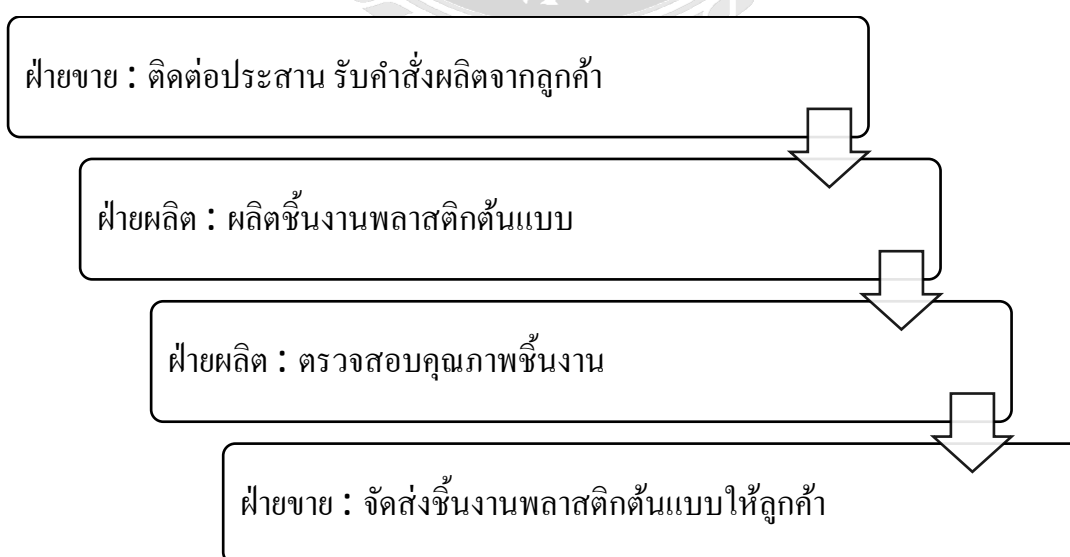 ฝ่ายขาย : ติดต่อประสาน รับคำสั่งผลิตจากลูกค้า
ฝ่ายผลิต : ผลิตชิ้นงานพลาสติกต้นแบบ
ฝ่ายผลิต : ตรวจสอบคุณภาพชิ้นงาน
ฝ่ายขาย : จัดส่งชิ้นงานพลาสติกต้นแบบให้ลูกค้า